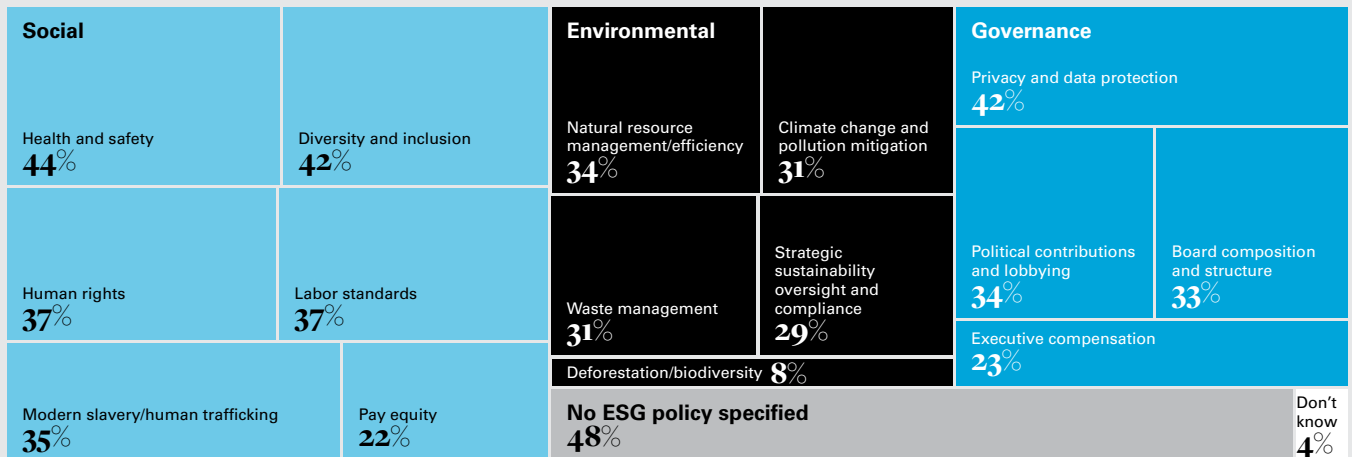 Social
Health and safety
44%
Diversity and inclusion
42%
Human rights
37%
Labor standards
37%
Modern slavery/human trafficking
35%
Pay equity
22%
Environmental
Natural resource
management/efficiency
34%
Climate change and
pollution mitigation
31%
Waste management
31%
Strategic
sustainability
oversight and
compliance
29%
Deforestation/biodiversity 8%
Governance
Privacy and data protection
42%
Political contributions
and lobbying
34%
Board composition
and structure
33%
Executive compensation
23%
No ESG policy specified
48%
Don't
know
4%